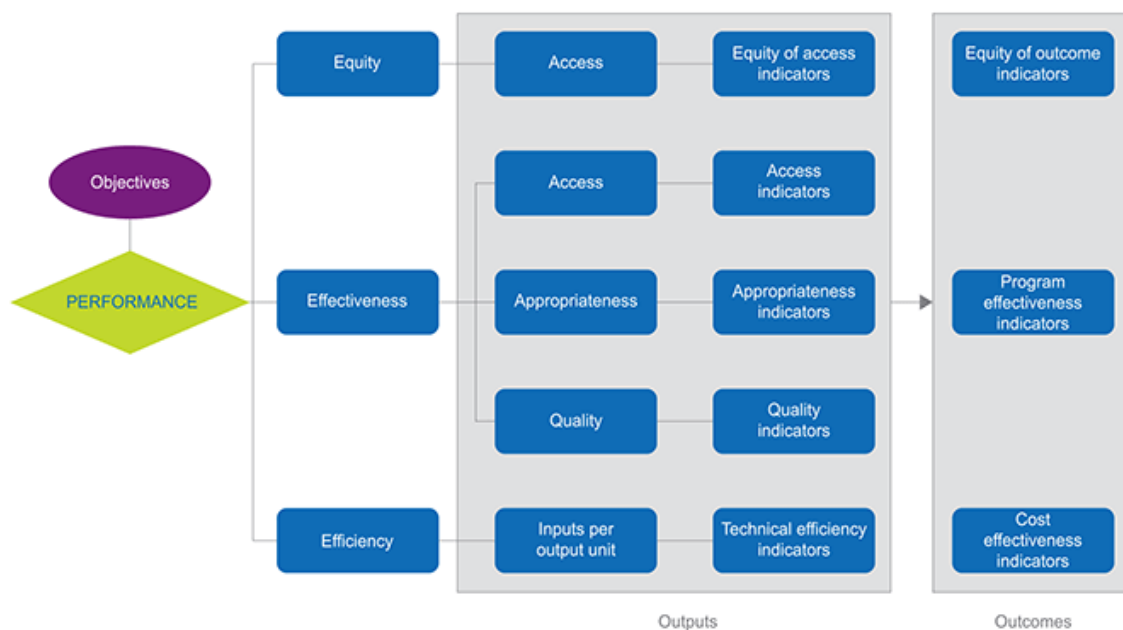 Equity
Access
Equity of access
indicators
Equity of outcome
indicators
Objectives
Access
Access
indicators
PERFORMANCE
Effectiveness
Appropriateness
Appropriateness
indicators
Program
effectiveness
indicators
Quality
Quality
indicators
Efficiency
Inputs per
output unit
Technical efficiency
indicators
Cost
effectiveness
indicators
Outputs
Outcomes